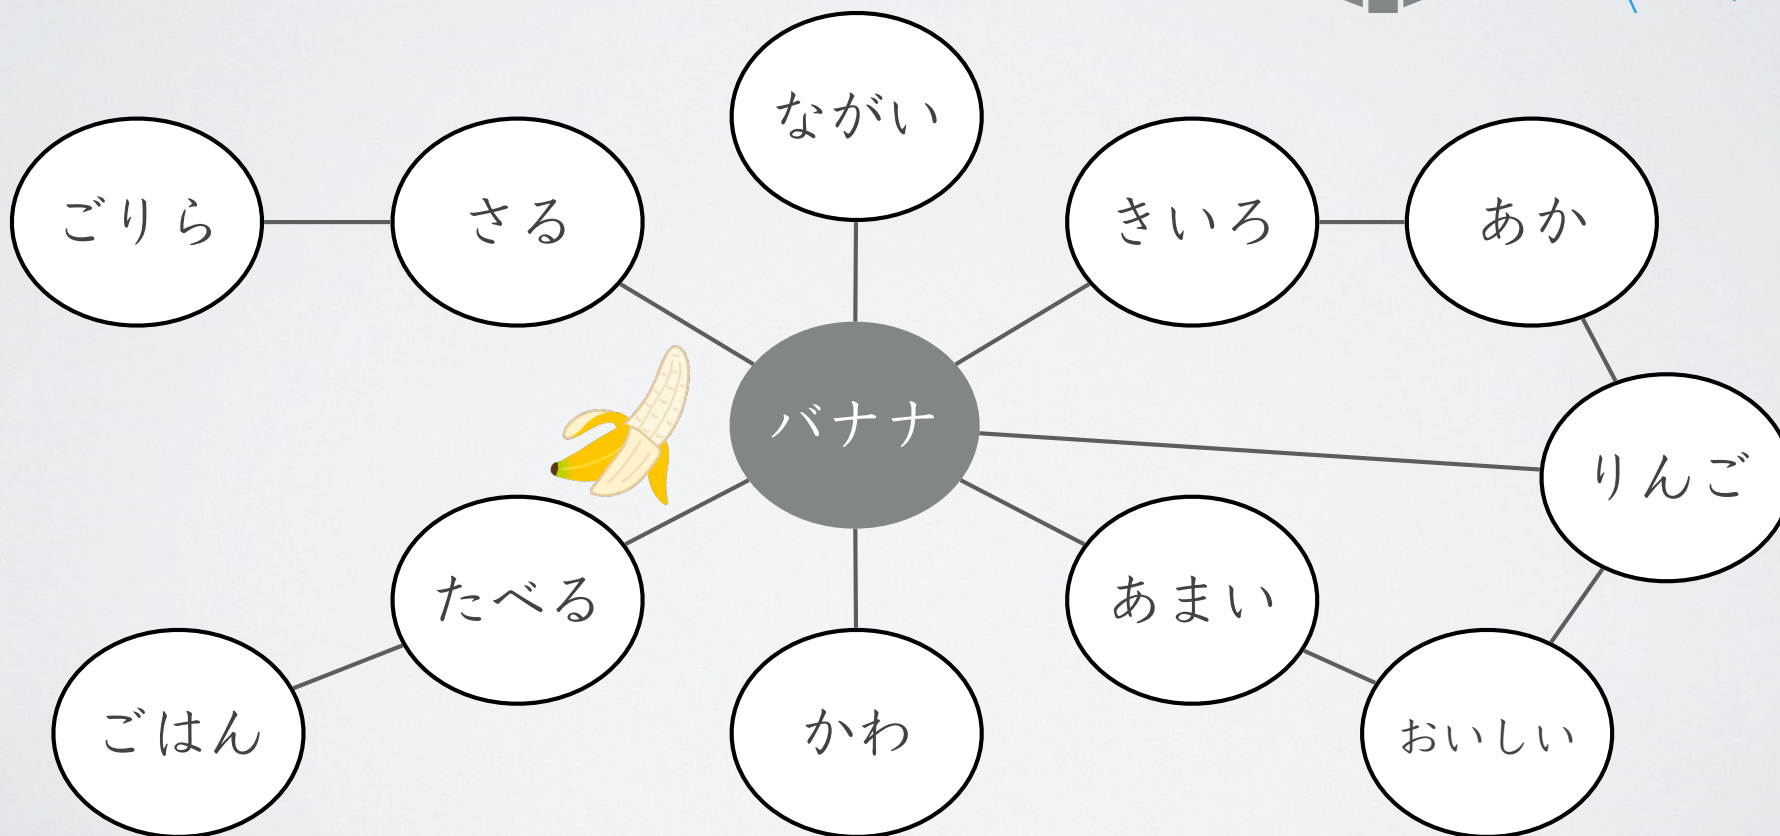 ながい
ごりら
さる
きいろ
あか
バナナ
りんご
たべる
あまい
ごはん
かわ
おいしい